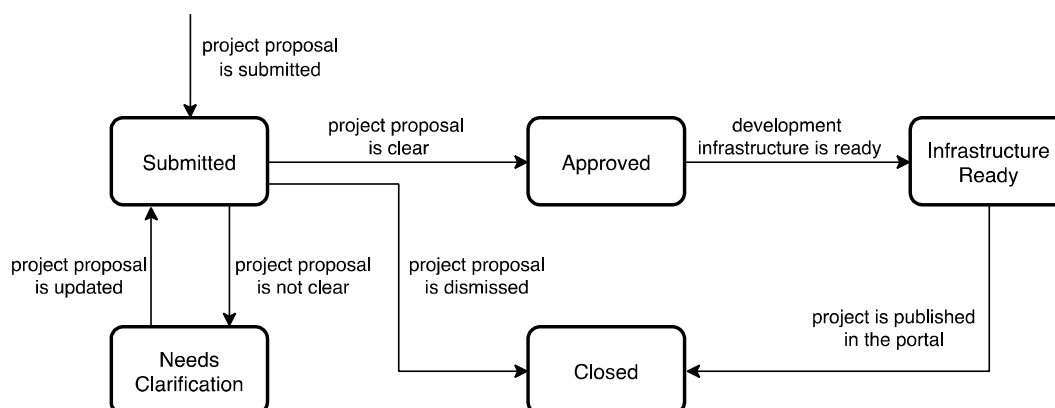 project proposal
is submitted
Submitted
project proposal
is clear
Approved
development
infrastructure is ready
Infrastructure
Ready
project proposal
is updated
project proposal
is not clear
project proposal
is dismissed
project is published
in the portal
Needs
Clarification
Closed